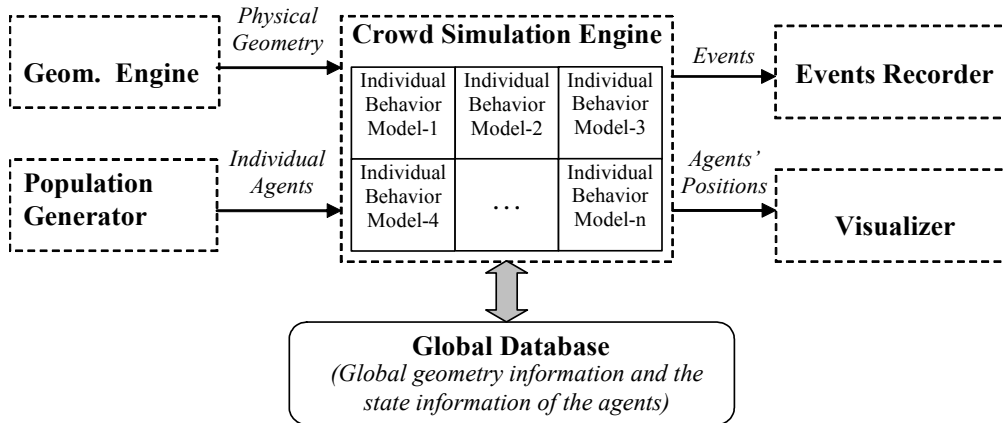 Physical
Geometry
Geom. Engine
Crowd Simulation Engine
Individual
Behavior
Model-1
Individual
Behavior
Model-2
Individual
Behavior
Model-3
Events
Events Recorder
Population
Generator
Individual
Agents
Individual
Behavior
Model-4
...
Individual
Behavior
Model-n
Agents’
Positions
Visualizer
Global Database
(Global geometry information and the
state information of the agents)